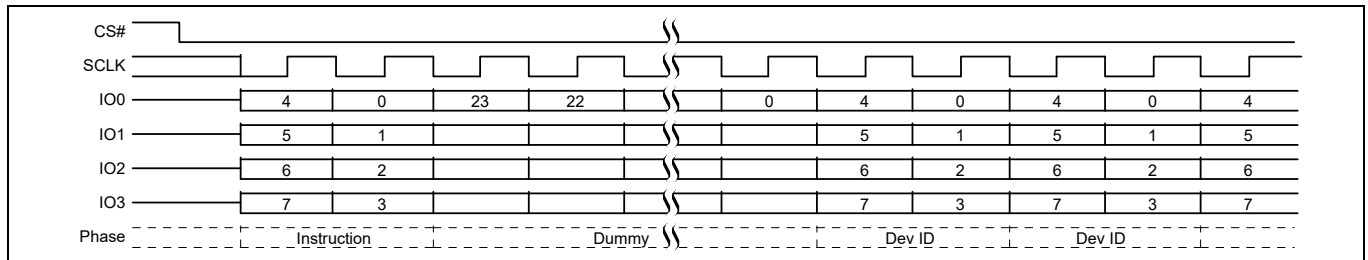 CS#
SCLK
IO0 4 0 23 22 0 4 0 4 0 4
IO1 5 1 5 1 5 1 5
IO2 6 2 6 2 6 2 6
IO3 7 3 7 3 7 3 7
Phase Instruction Dummy Dev ID Dev ID